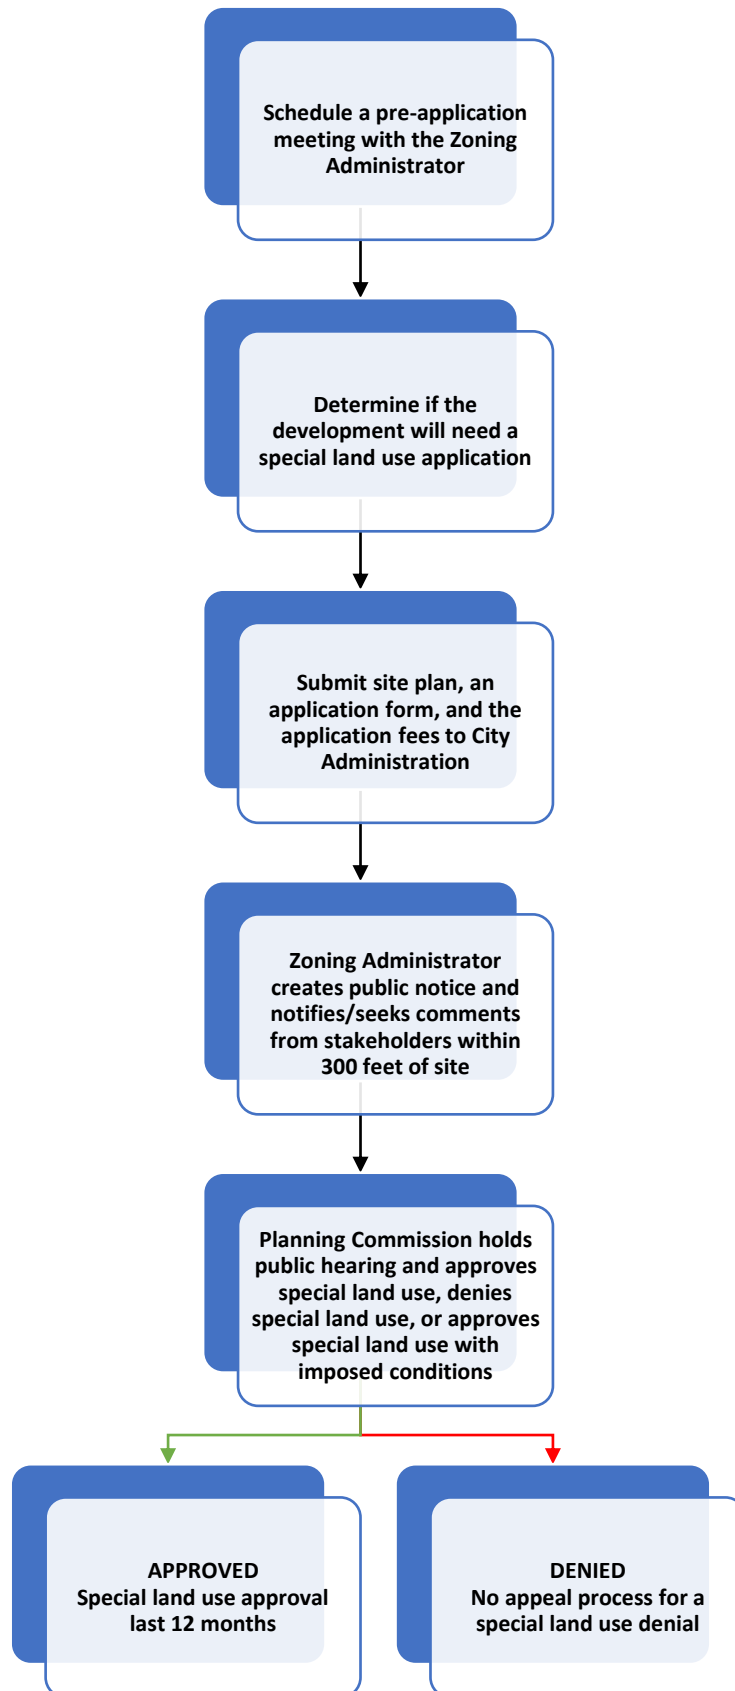 Schedule a pre-application
meeting with the Zoning
Administrator
Determine if the
development will need a
special land use application
Submit site plan, an
application form, and the
application fees to City
Administration
Zoning Administrator
creates public notice and
notifies/seeks comments
from stakeholders within
300 feet of site
Planning Commission holds
public hearing and approves
special land use, denies
special land use, or approves
special land use with
imposed conditions
APPROVED
Special land use approval
last 12 months
DENIED
No appeal process for a
special land use denial